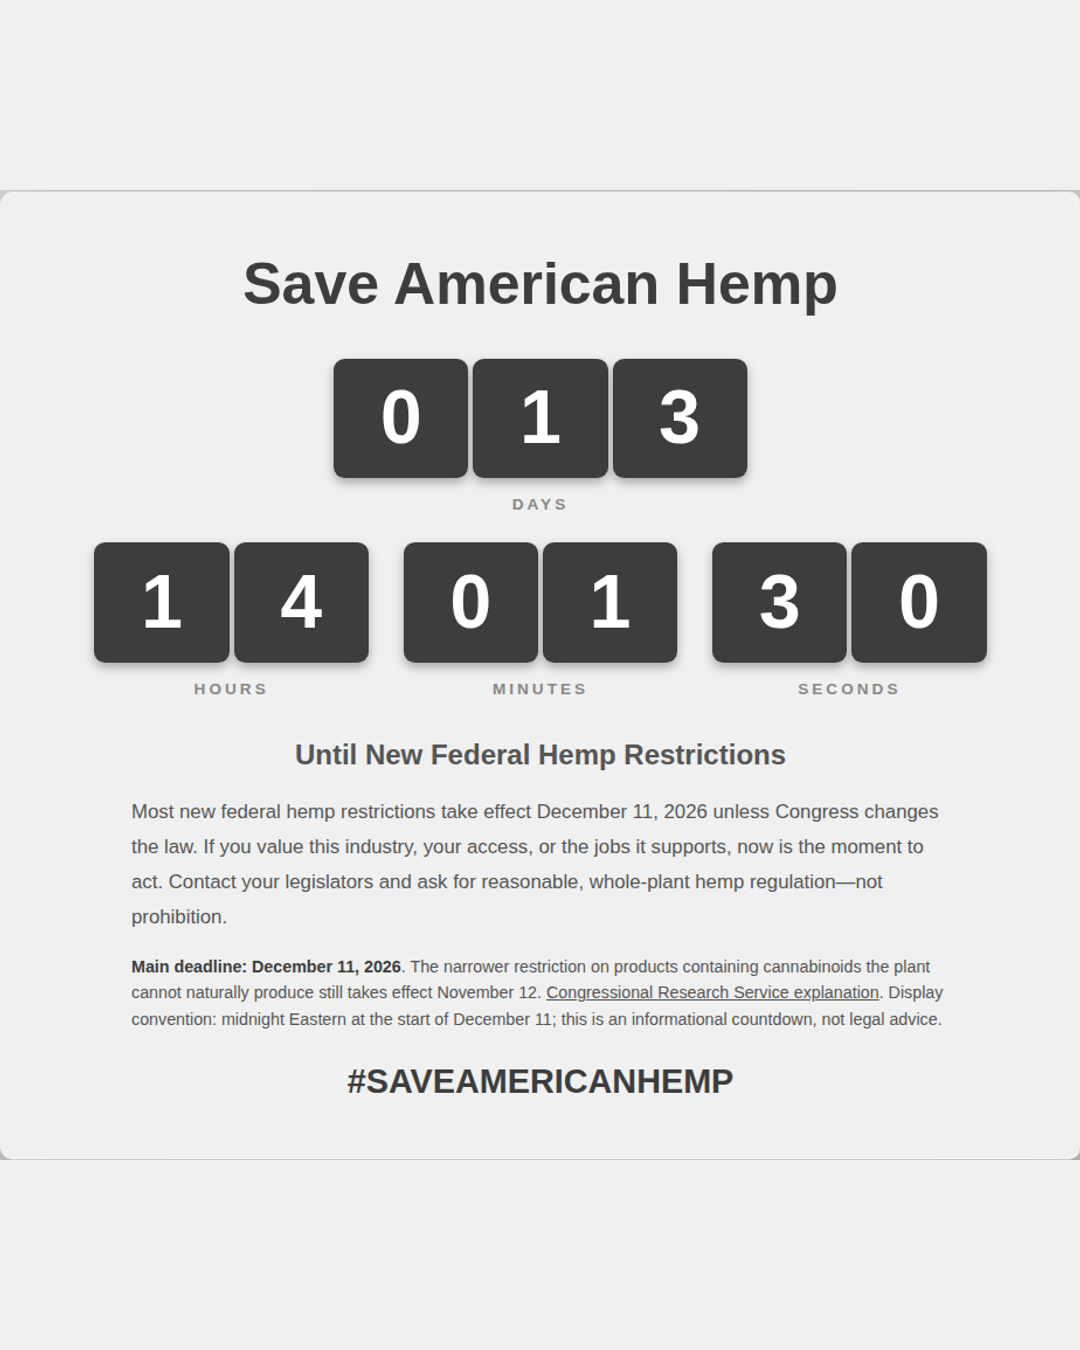 Save American Hemp
0 1 3
DAYS
1 4 0 1 3 0
HOURS MINUTES SECONDS
Until New Federal Hemp Restrictions
Most new federal hemp restrictions take effect December 11, 2026 unless Congress changes
the law. If you value this industry, your access, or the jobs it supports, now is the moment to
act. Contact your legislators and ask for reasonable, whole-plant hemp regulation—not
prohibition.
Main deadline: December 11, 2026. The narrower restriction on products containing cannabinoids the plant
cannot naturally produce still takes effect November 12. Congressional Research Service explanation. Display
convention: midnight Eastern at the start of December 11; this is an informational countdown, not legal advice.
#SAVEAMERICANHEMP